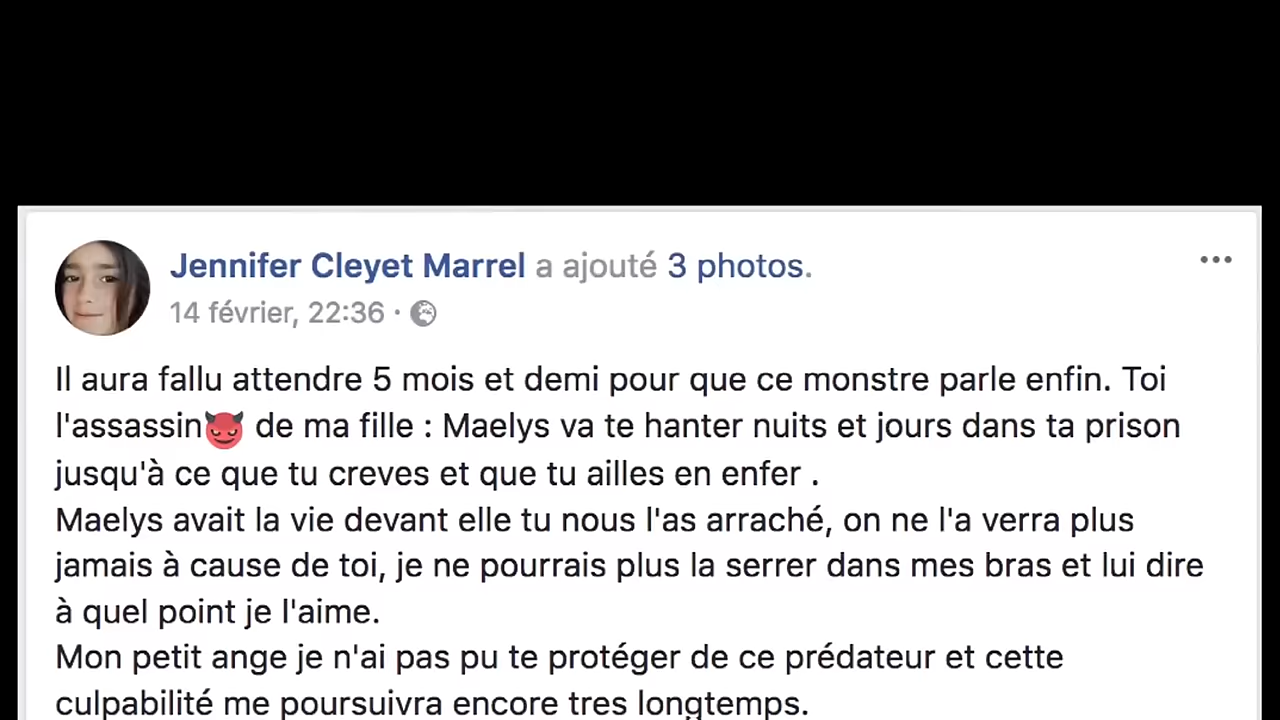 Jennifer Cleyet Marrel a ajouté 3 photos.
14 février, 22:36 ·
Il aura fallu attendre 5 mois et demi pour que ce monstre parle enfin. Toi
l'assassin😈 de ma fille : Maelys va te hanter nuits et jours dans ta prison
jusqu'à ce que tu creves et que tu ailles en enfer .
Maelys avait la vie devant elle tu nous l'as arraché, on ne l'a verra plus
jamais à cause de toi, je ne pourrais plus la serrer dans mes bras et lui dire
à quel point je l'aime.
Mon petit ange je n'ai pas pu te protéger de ce prédateur et cette
culpabilité me poursuivra encore tres longtemps.